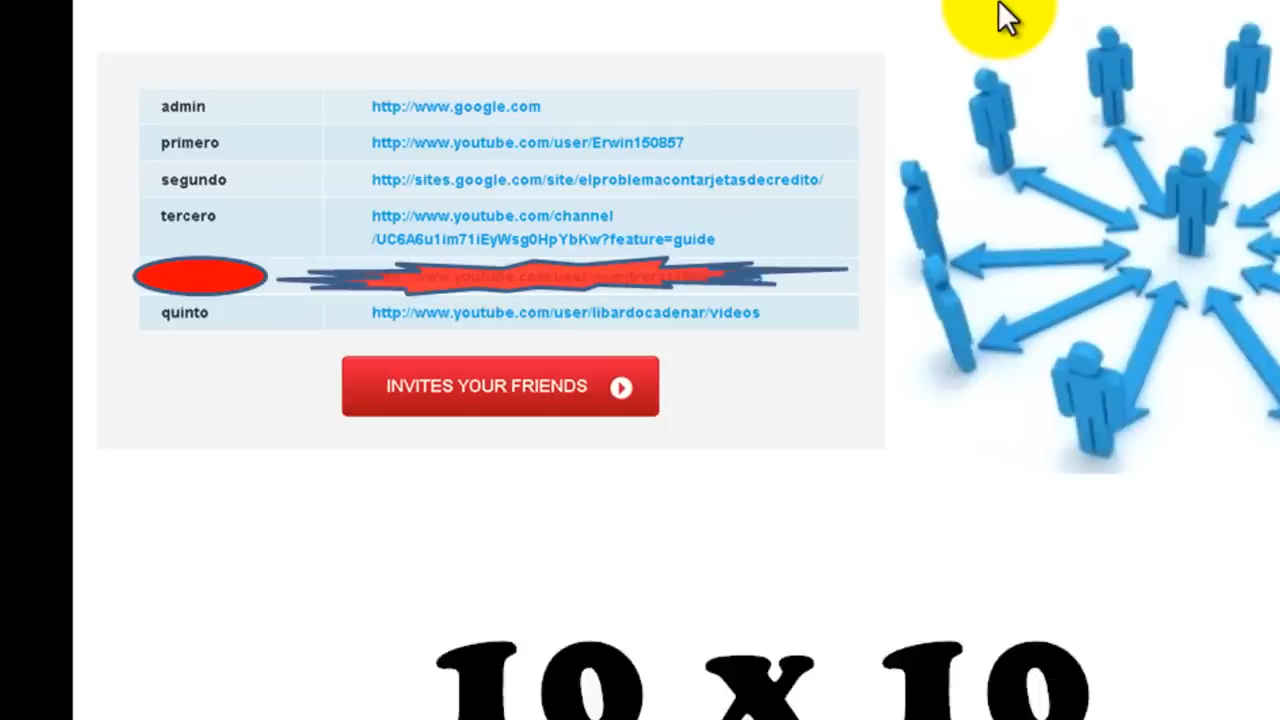 admin http://www.google.com
primero http://www.youtube.com/user/Erwin150857
segundo http://sites.google.com/site/elproblemacontarjetasdecredito/
tercero http://www.youtube.com/channel
/UC6A6u1im71iEyWsg0HpYbKw?feature=guide
quinto http://www.youtube.com/user/libardocadenar/videos
INVITES YOUR FRIENDS
10 x 10